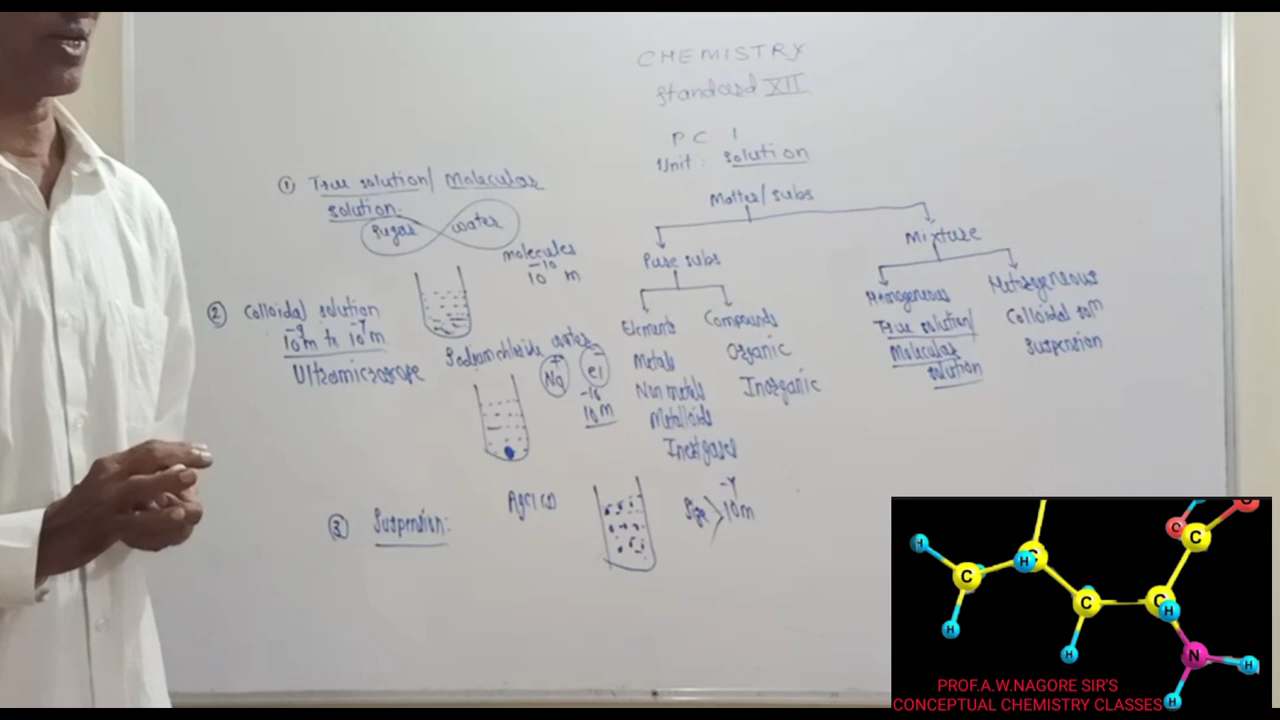 CHEMISTRY
Standard XII
PC 1
Unit : solution
Matter/subs
Pure subs
Mixture
Elements
Compounds
Metals
Non metals
Metalloids
Inert gases
Organic
Inorganic
Homogeneous
True solution/
Molecular
solution
Heterogeneous
Colloidal solⁿ
Suspension
① True solution/ Molecular
solution.
Sugar water
molecules
10⁻¹⁰ m
② Colloidal solution
10⁻⁹ m to 10⁻⁷ m
Ultramicroscope
Sodium chloride water
Na⁺ Cl⁻
10⁻¹⁰ m
③ Suspension:
AgCl(s)
Size > 10⁻⁷ m
H
C
C
H
H
C
H
C
H
C
O
O
N
H
H
PROF.A.W.NAGORE SIR'S
CONCEPTUAL CHEMISTRY CLASSES